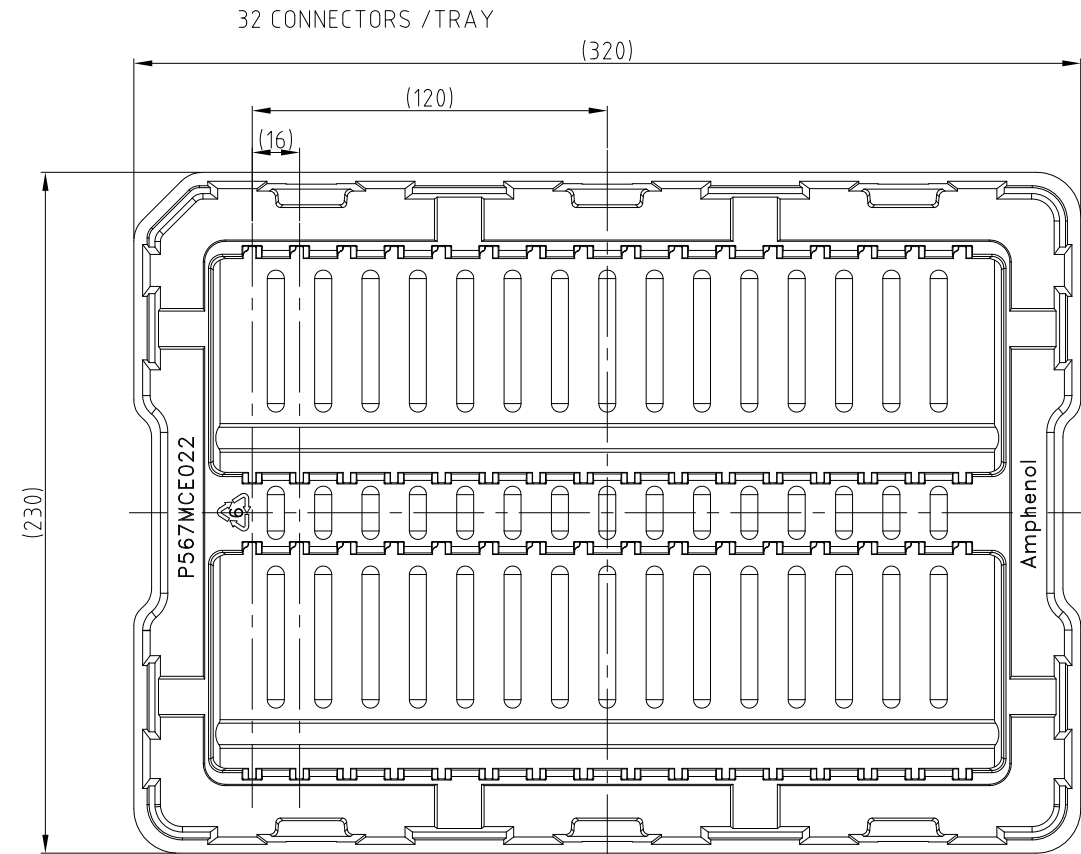 32 CONNECTORS /TRAY
(320)
(120)
(16)
(230)
P567MCE022
6
Amphenol